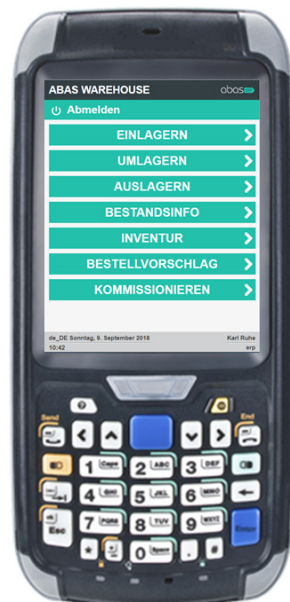 ABAS WAREHOUSE abas
Abmelden
EINLAGERN
UMLAGERN
AUSLAGERN
BESTANDSINFO
INVENTUR
BESTELLVORSCHLAG
KOMMISSIONIEREN
de_DE Sonntag, 9. September 2018 Karl Ruhe
10:42 erp
Send End
1 Caps 2 ABC 3 DEF
4 GHI 5 JKL 6 MNO
Esc 7 PQRS 8 TUV 9 WXYZ Enter
* 0 Space . #